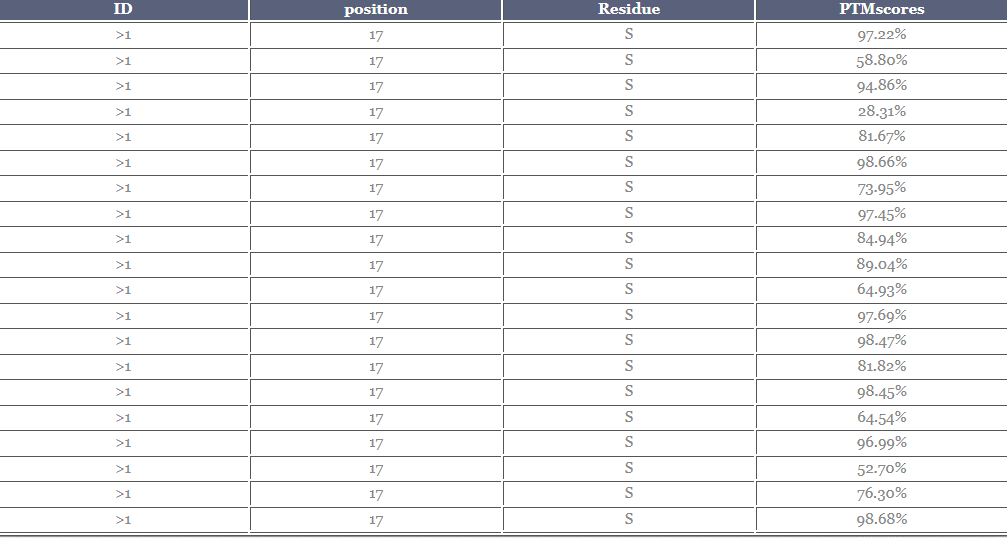 ID position Residue PTMscores
>1 17 S 97.22%
>1 17 S 58.80%
>1 17 S 94.86%
>1 17 S 28.31%
>1 17 S 81.67%
>1 17 S 98.66%
>1 17 S 73.95%
>1 17 S 97.45%
>1 17 S 84.94%
>1 17 S 89.04%
>1 17 S 64.93%
>1 17 S 97.69%
>1 17 S 98.47%
>1 17 S 81.82%
>1 17 S 98.45%
>1 17 S 64.54%
>1 17 S 96.99%
>1 17 S 52.70%
>1 17 S 76.30%
>1 17 S 98.68%